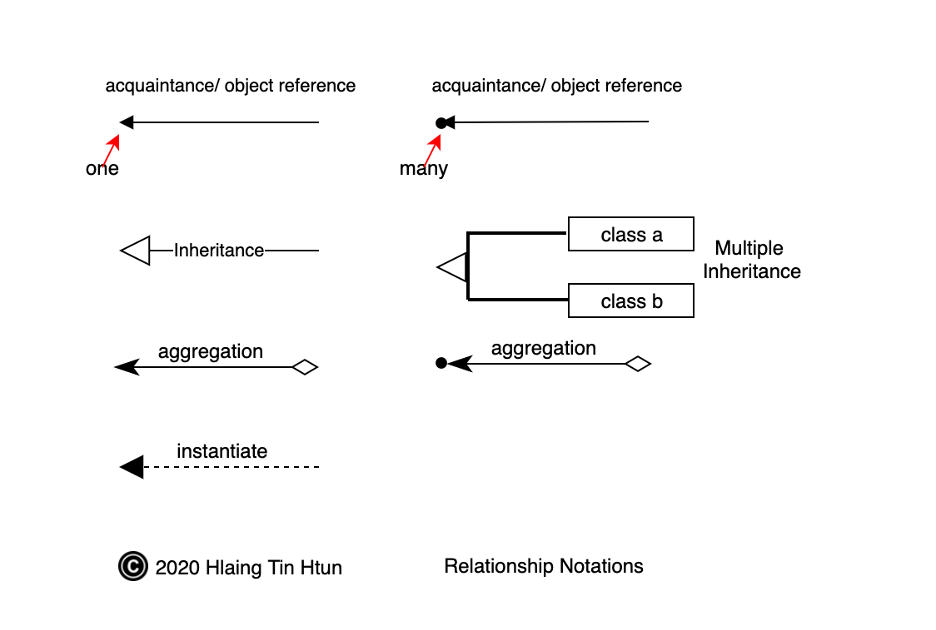 acquaintance/ object reference
acquaintance/ object reference
one
many
Inheritance
class a
Multiple
Inheritance
class b
aggregation
aggregation
instantiate
© 2020 Hlaing Tin Htun
Relationship Notations